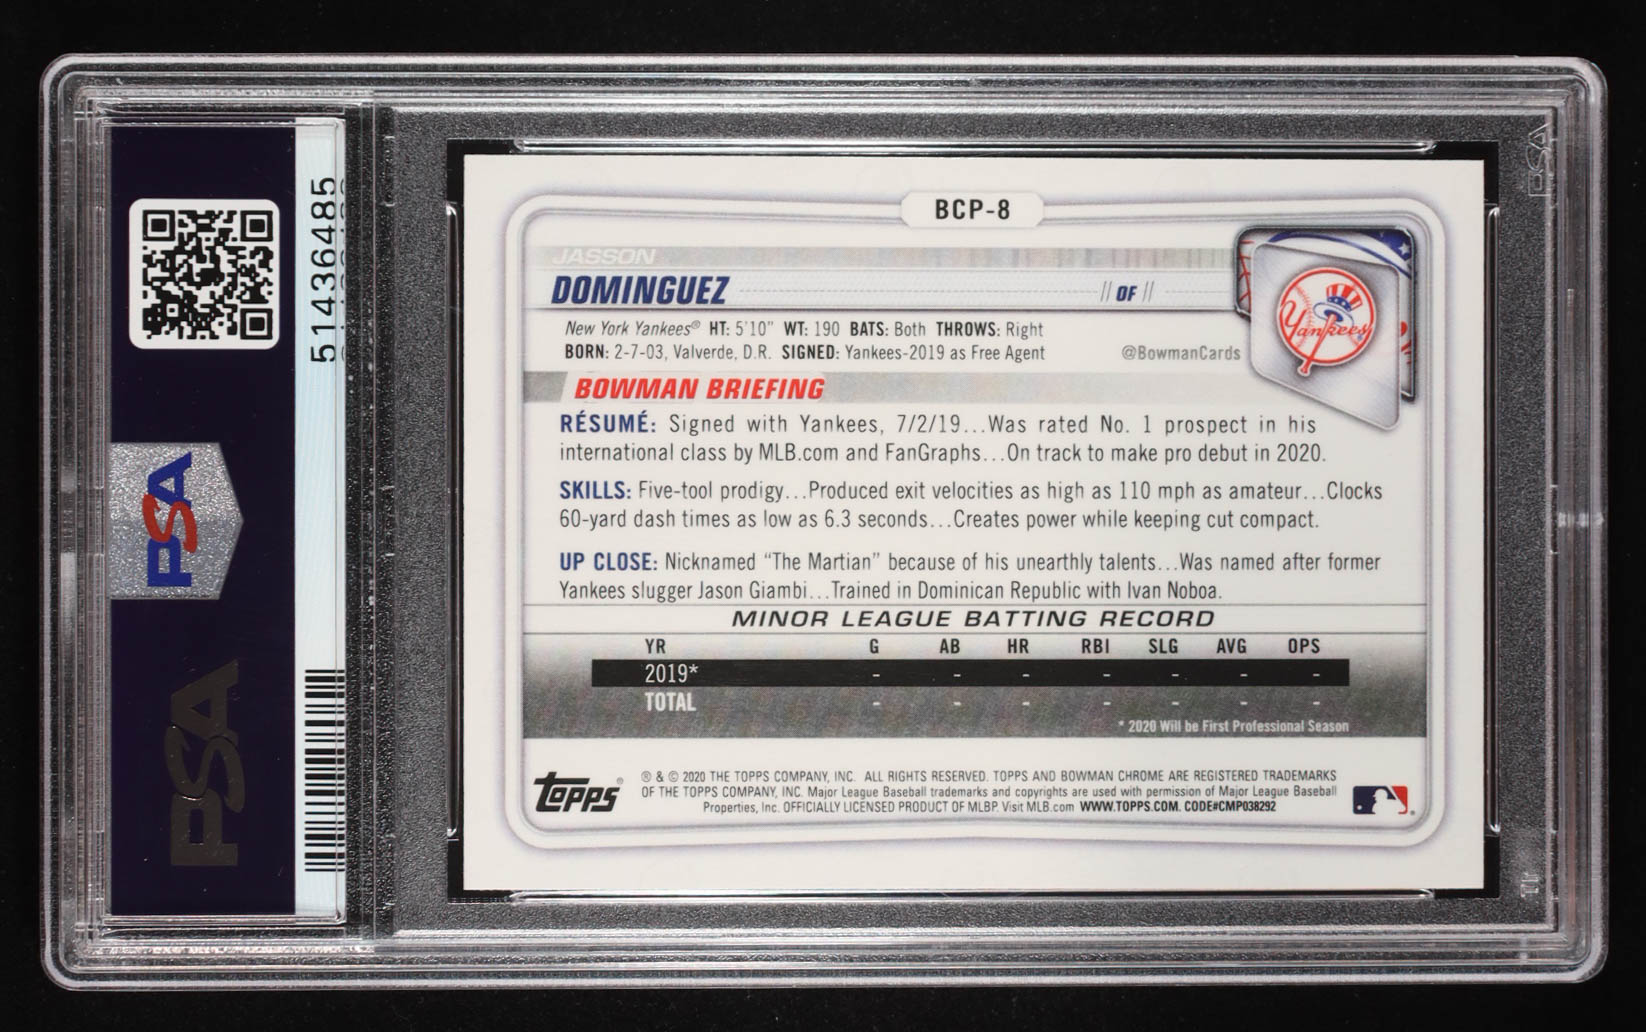 51436485
PSA
PSA
PSA
BCP-8
JASSON
DOMINGUEZ
// OF //
Yankees
New York Yankees® HT: 5'10" WT: 190 BATS: Both THROWS: Right
BORN: 2-7-03, Valverde, D.R. SIGNED: Yankees-2019 as Free Agent
@BowmanCards
BOWMAN BRIEFING
RÉSUMÉ: Signed with Yankees, 7/2/19...Was rated No. 1 prospect in his
international class by MLB.com and FanGraphs...On track to make pro debut in 2020.
SKILLS: Five-tool prodigy...Produced exit velocities as high as 110 mph as amateur...Clocks
60-yard dash times as low as 6.3 seconds...Creates power while keeping cut compact.
UP CLOSE: Nicknamed "The Martian" because of his unearthly talents...Was named after former
Yankees slugger Jason Giambi...Trained in Dominican Republic with Ivan Noboa.
MINOR LEAGUE BATTING RECORD
YR G AB HR RBI SLG AVG OPS
2019* - - - - - - -
TOTAL - - - - - - -
* 2020 Will be First Professional Season
topps®
® & © 2020 THE TOPPS COMPANY, INC. ALL RIGHTS RESERVED. TOPPS AND BOWMAN CHROME ARE REGISTERED TRADEMARKS
OF THE TOPPS COMPANY, INC. Major League Baseball trademarks and copyrights are used with permission of Major League Baseball
Properties, Inc. OFFICIALLY LICENSED PRODUCT OF MLBP. Visit MLB.com WWW.TOPPS.COM. CODE#CMP038292